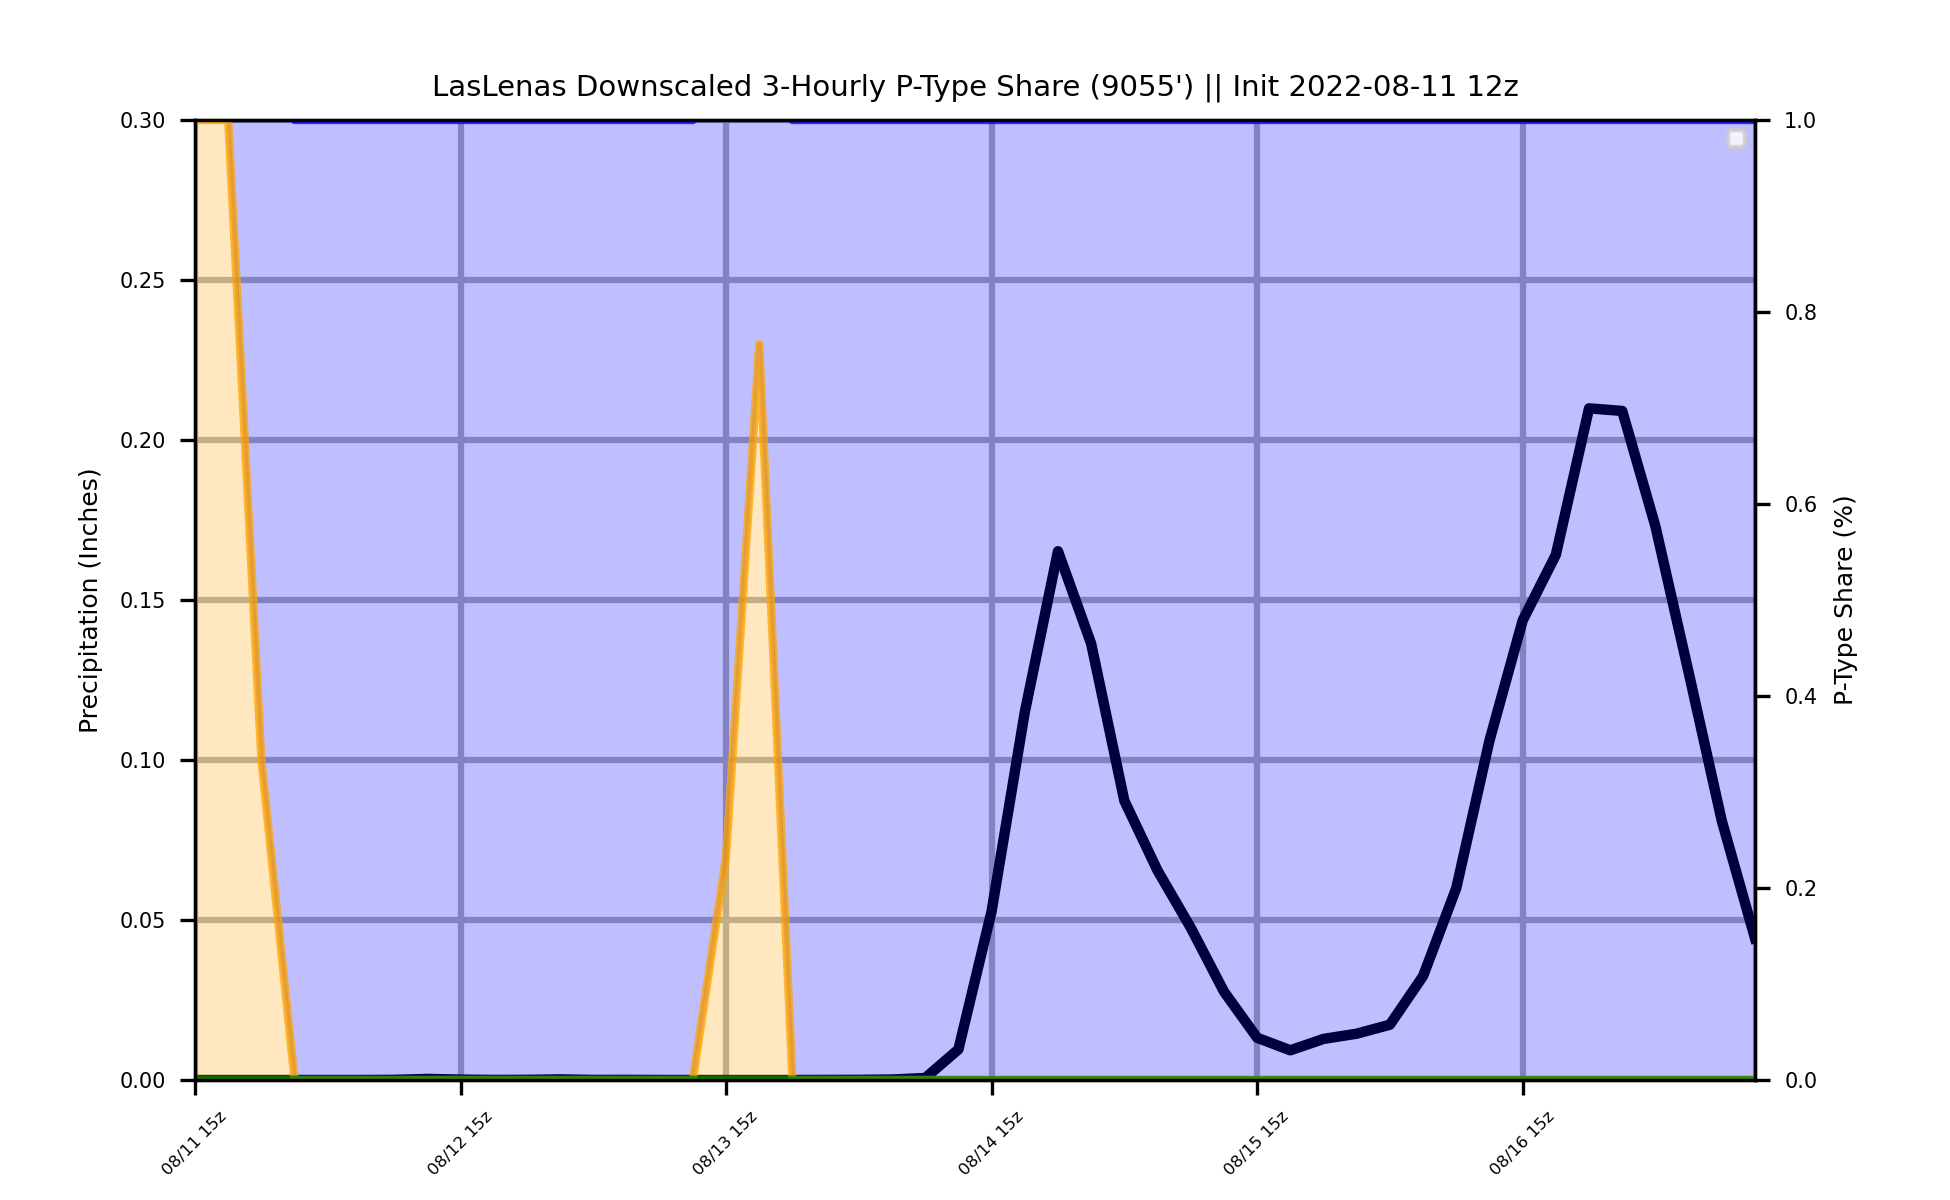 LasLenas Downscaled 3-Hourly P-Type Share (9055') || Init 2022-08-11 12z
Precipitation (Inches)
0.30
0.25
0.20
0.15
0.10
0.05
0.00
1.0
0.8
0.6
0.4
0.2
0.0
P-Type Share (%)
08/11 15z
08/12 15z
08/13 15z
08/14 15z
08/15 15z
08/16 15z